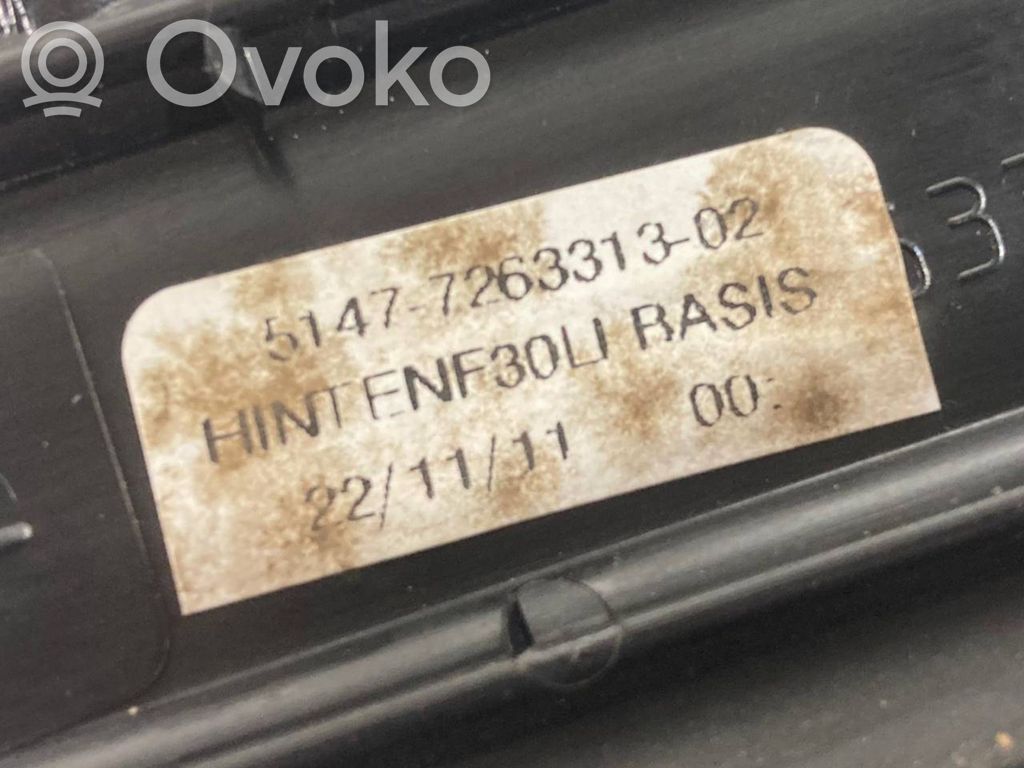 Ovoko
5147-7263313-02
HINTENF30LI BASIS
22/11/11 00: